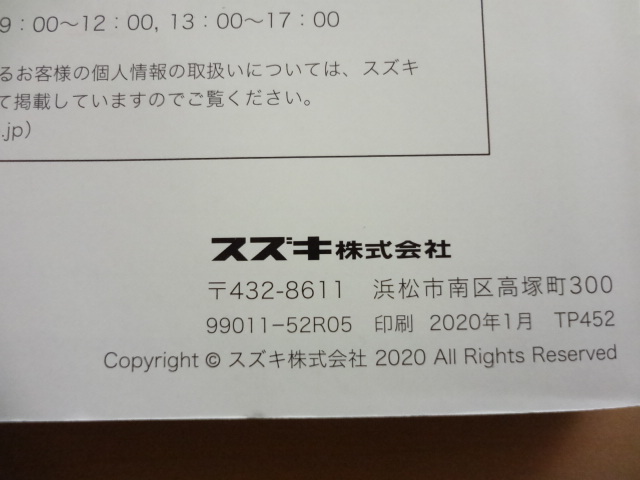 9：00～12：00, 13：00～17：00
るお客様の個人情報の取扱いについては、スズキ
て掲載していますのでご覧ください。
.jp）
スズキ株式会社
〒432-8611 浜松市南区高塚町300
99011-52R05 印刷 2020年1月 TP452
Copyright © スズキ株式会社 2020 All Rights Reserved